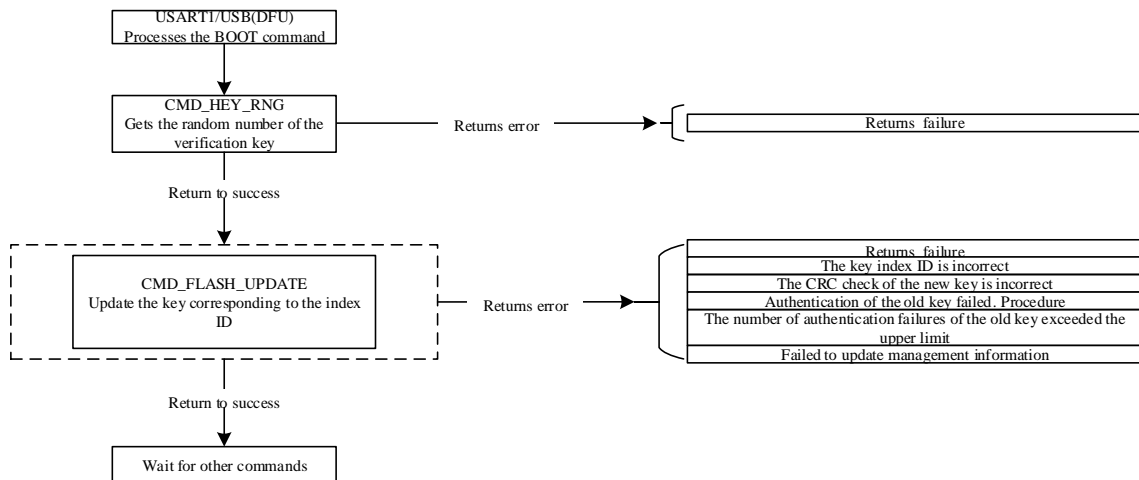 USART1/USB(DFU)
Processes the BOOT command
CMD_HEY_RNG
Gets the random number of the
verification key
Returns error
Returns failure
Return to success
CMD_FLASH_UPDATE
Update the key corresponding to the index
ID
Returns error
Returns failure
The key index ID is incorrect
The CRC check of the new key is incorrect
Authentication of the old key failed. Procedure
The number of authentication failures of the old key exceeded the
upper limit
Failed to update management information
Return to success
Wait for other commands